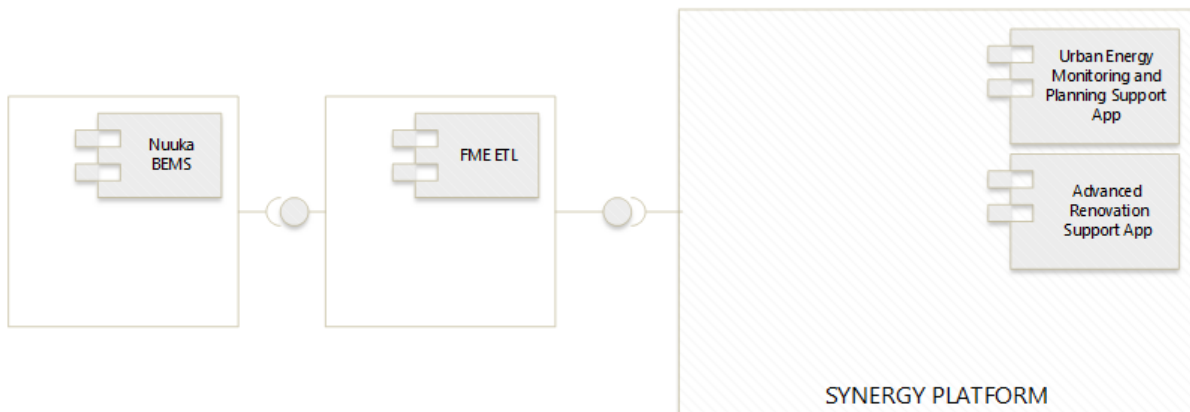 Nuuka
BEMS
FME ETL
Urban Energy
Monitoring and
Planning Support
App
Advanced
Renovation
Support App
SYNERGY PLATFORM